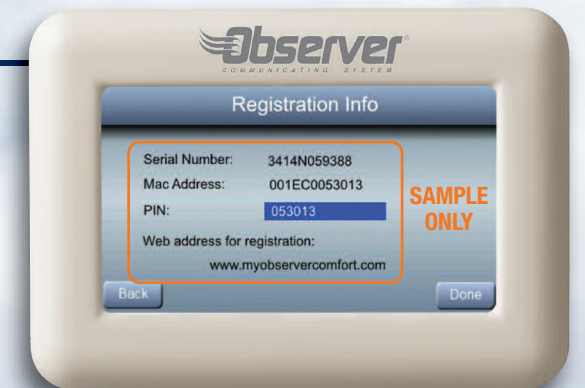 Observer®
COMMUNICATING SYSTEM
Registration Info
Serial Number: 3414N059388
Mac Address: 001EC0053013
PIN: 053013
SAMPLE
ONLY
Web address for registration:
www.myobservercomfort.com
Back Done